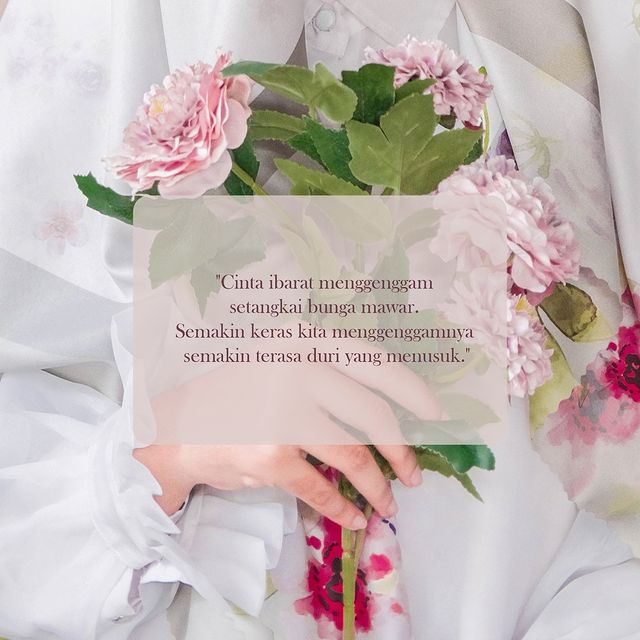 "Cinta ibarat menggenggam
setangkai bunga mawar.
Semakin keras kita menggenggamnya
semakin terasa duri yang menusuk."